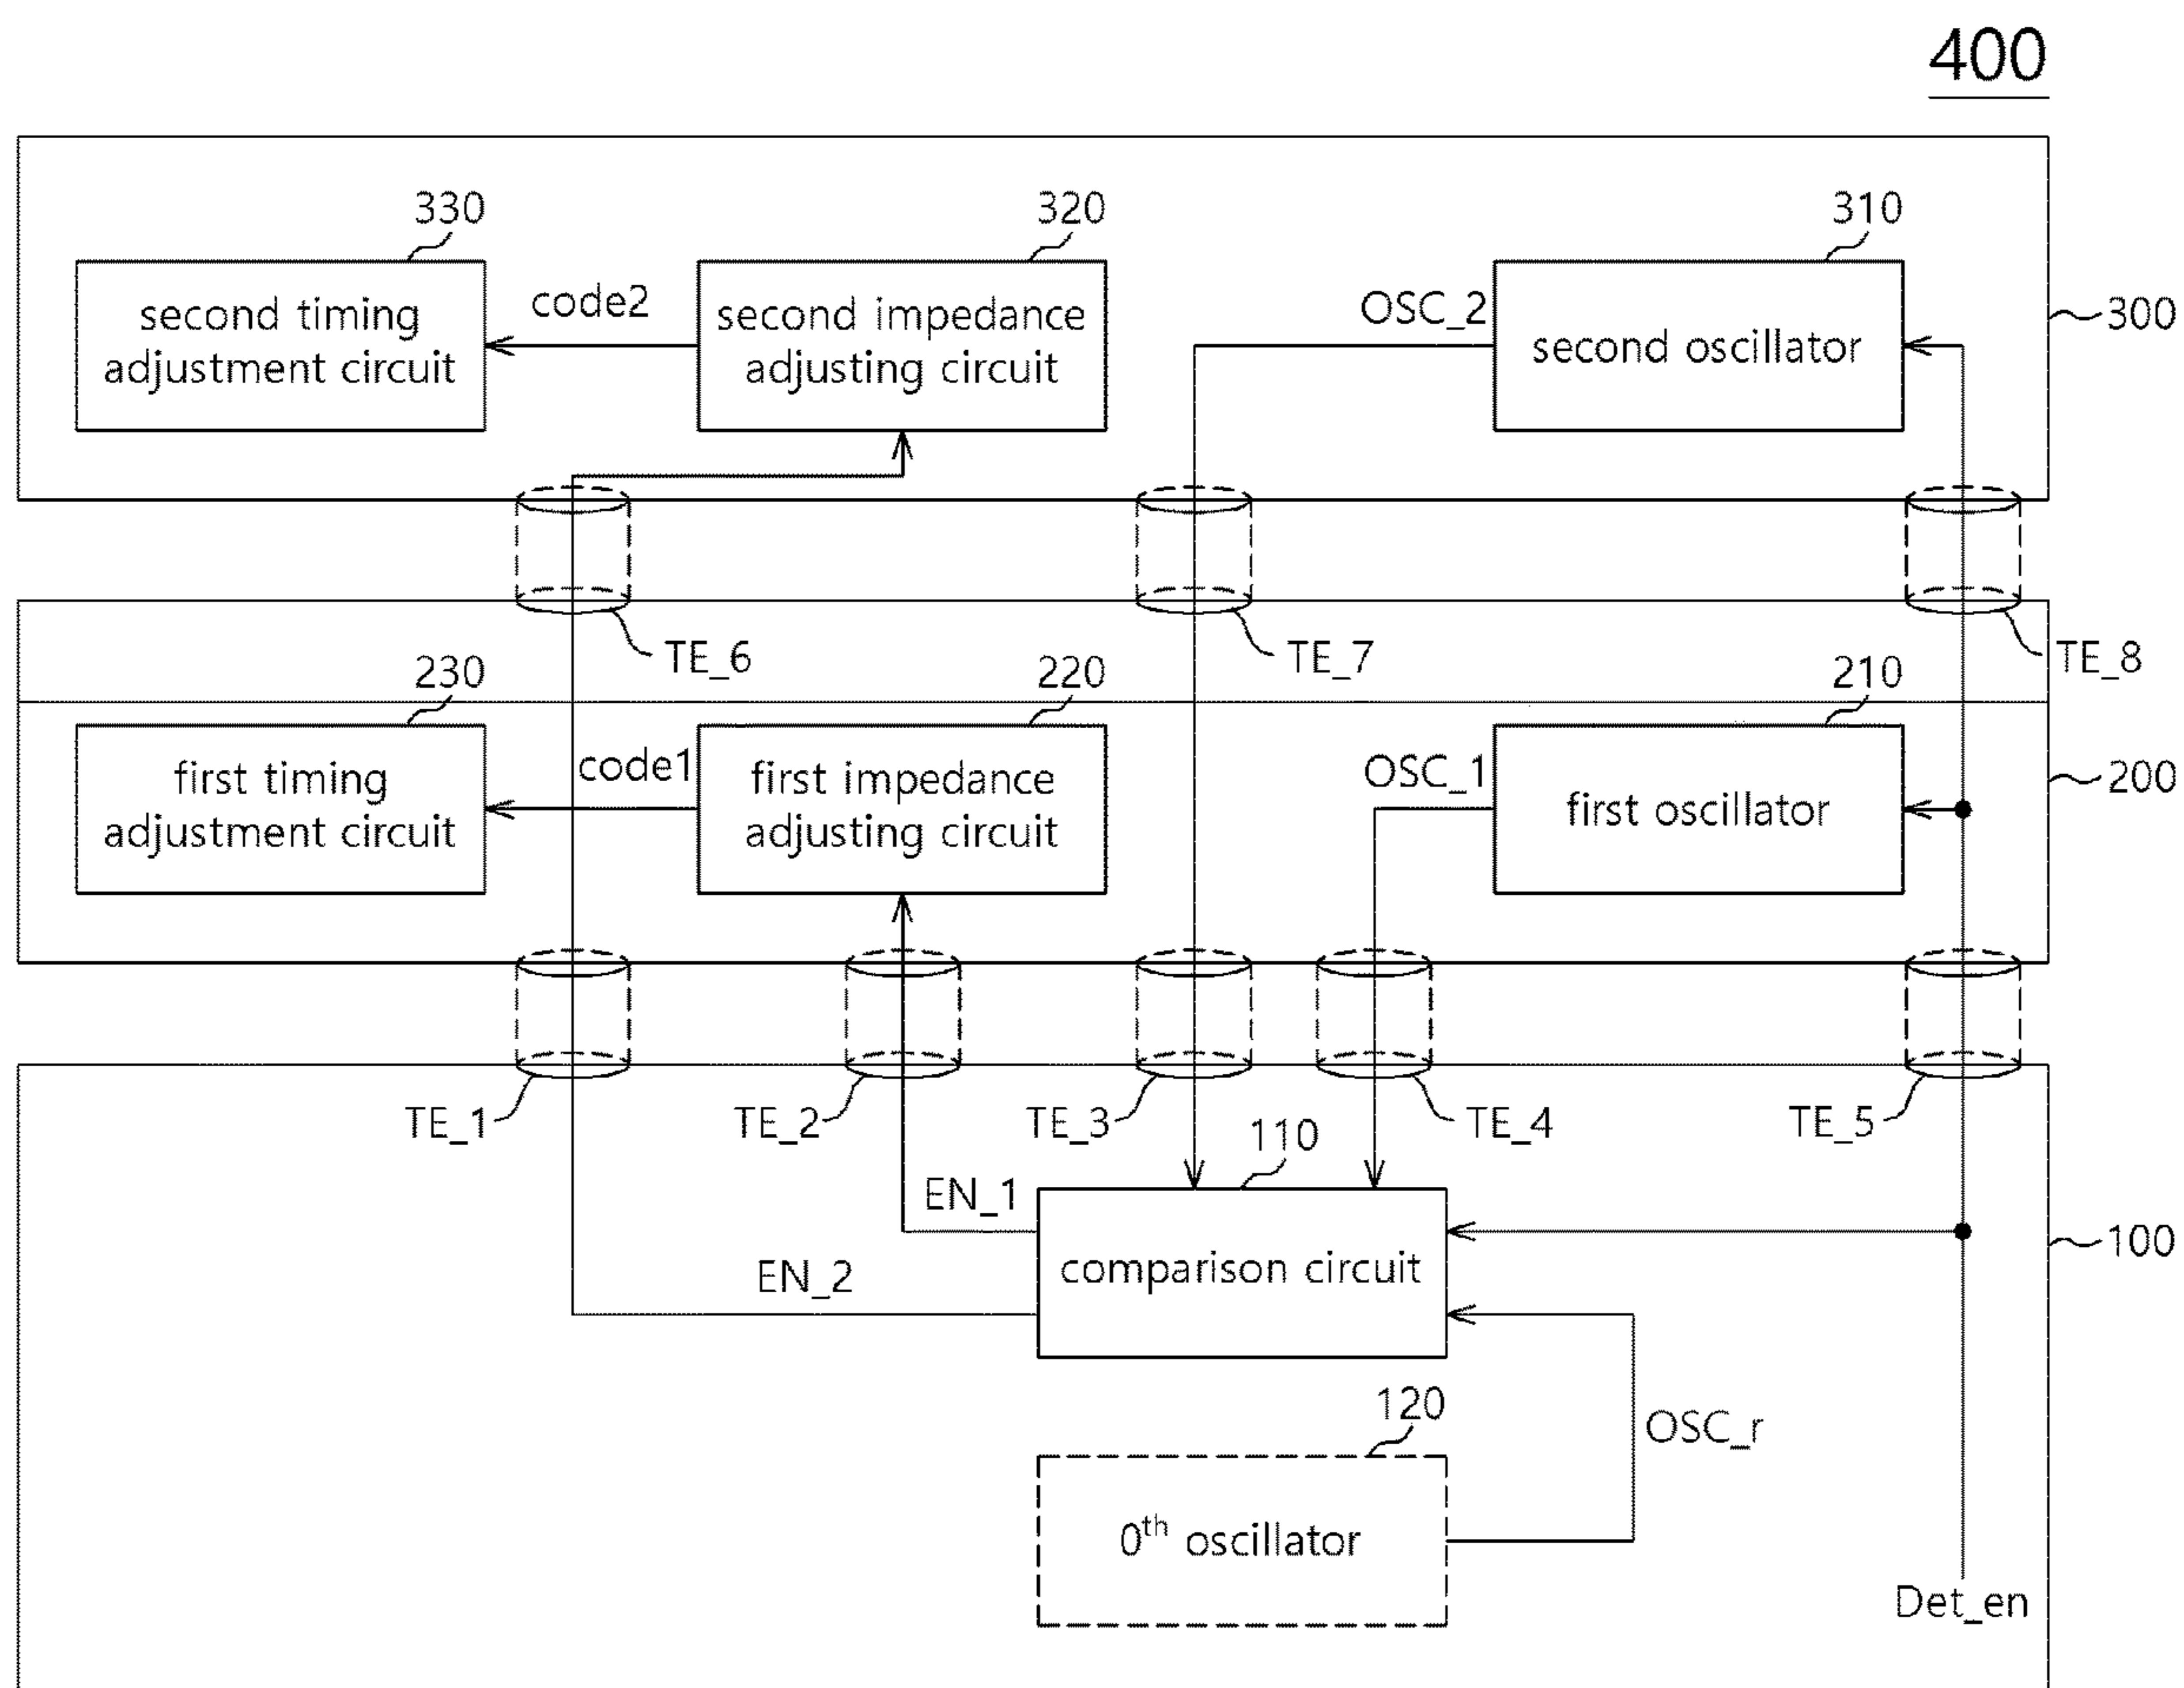 400
330
320
310
second timing
adjustment circuit
code2
second impedance
adjusting circuit
OSC_2
second oscillator
300
TE_6
TE_7
TE_8
230
220
210
first timing
adjustment circuit
code1
first impedance
adjusting circuit
OSC_1
first oscillator
200
TE_1
TE_2
TE_3
TE_4
TE_5
110
EN_1
EN_2
comparison circuit
100
120
OSC_r
0th oscillator
Det_en